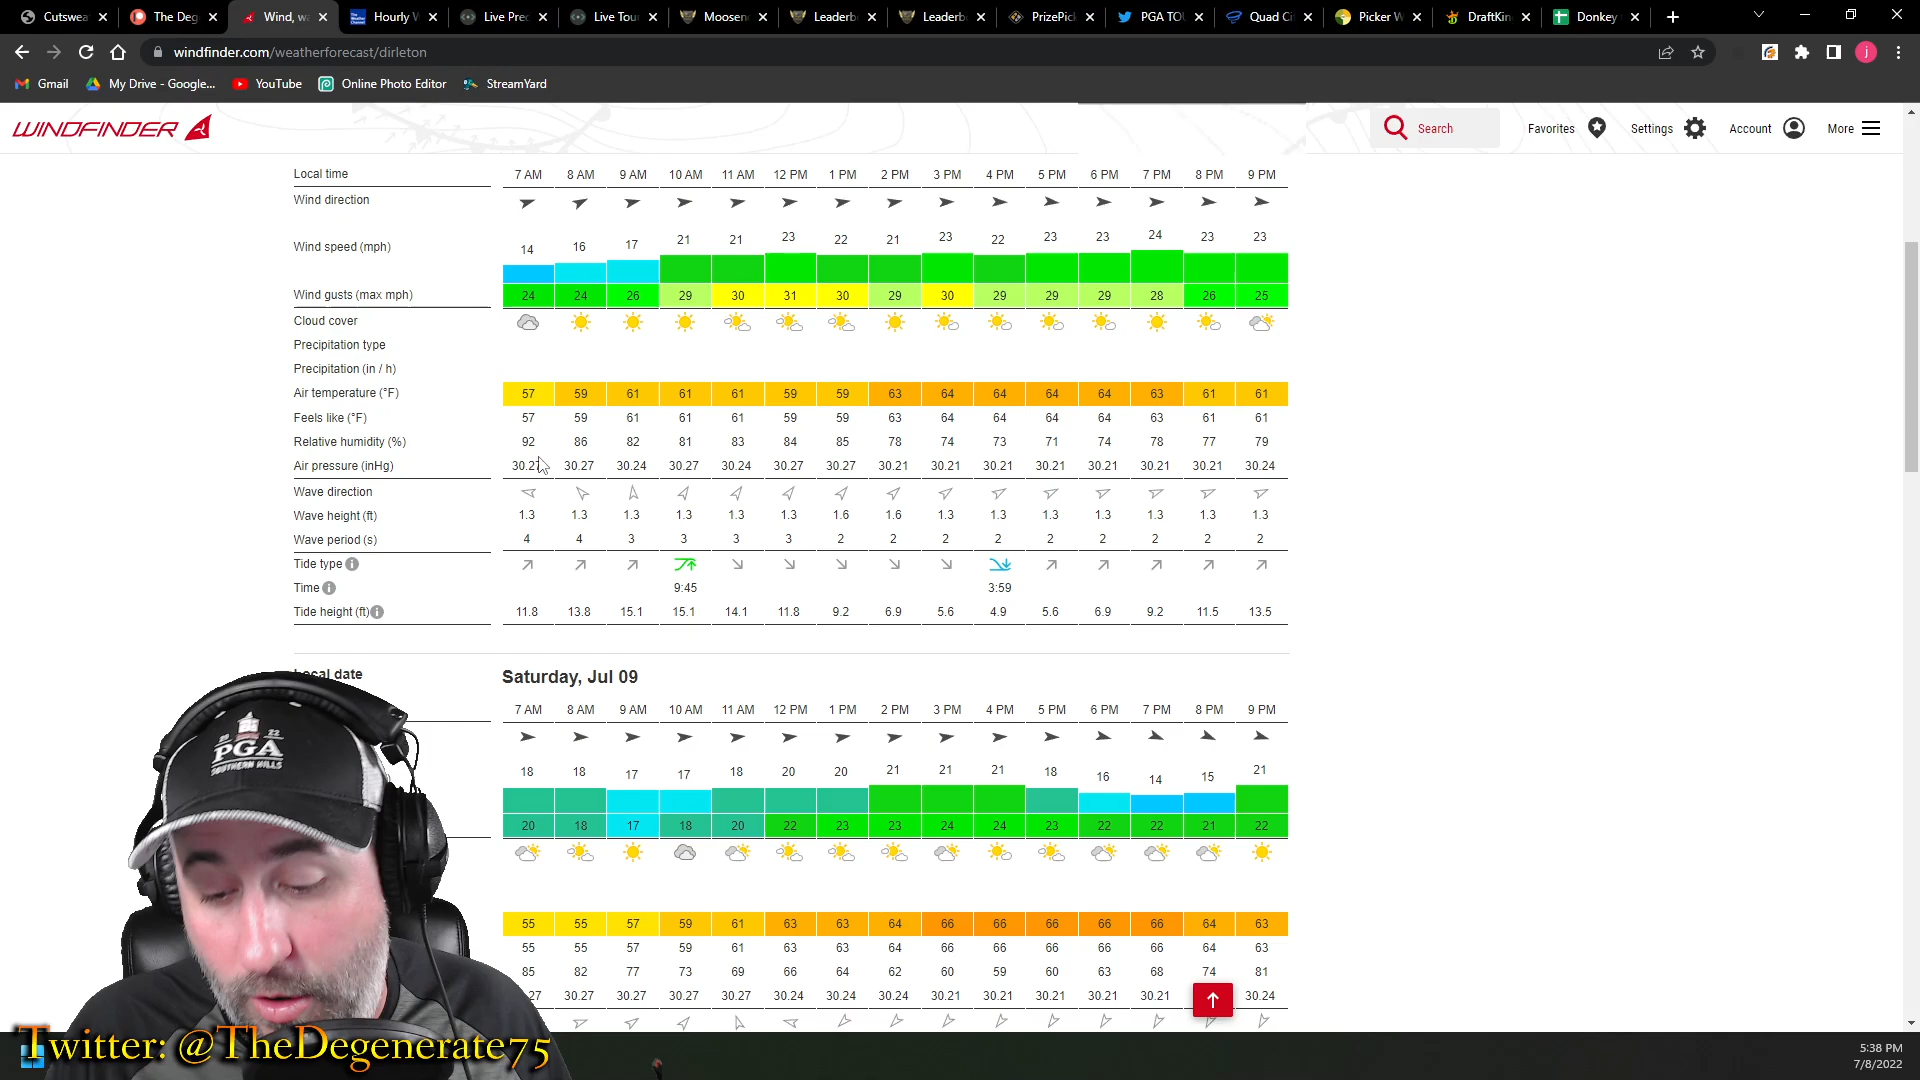 Cutswea
The Deg
Wind, wa
Hourly W
Live Prec
Live Tour
Moosen
Leaderb
Leaderb
PrizePick
PGA TOU
Quad Cit
Picker W
DraftKin
Donkey
windfinder.com/weatherforecast/dirleton
j
Gmail
My Drive - Google...
YouTube
Online Photo Editor
StreamYard
WINDFINDER
Search
Favorites
Settings
Account
More
Local time 7 AM 8 AM 9 AM 10 AM 11 AM 12 PM 1 PM 2 PM 3 PM 4 PM 5 PM 6 PM 7 PM 8 PM 9 PM
Wind direction
Wind speed (mph) 14 16 17 21 21 23 22 21 23 22 23 23 24 23 23
Wind gusts (max mph) 24 24 26 29 30 31 30 29 30 29 29 29 28 26 25
Cloud cover
Precipitation type
Precipitation (in / h)
Air temperature (°F) 57 59 61 61 61 59 59 63 64 64 64 64 63 61 61
Feels like (°F) 57 59 61 61 61 59 59 63 64 64 64 64 63 61 61
Relative humidity (%) 92 86 82 81 83 84 85 78 74 73 71 74 78 77 79
Air pressure (inHg) 30.27 30.27 30.24 30.27 30.24 30.27 30.27 30.21 30.21 30.21 30.21 30.21 30.21 30.21 30.24
Wave direction
Wave height (ft) 1.3 1.3 1.3 1.3 1.3 1.3 1.6 1.6 1.3 1.3 1.3 1.3 1.3 1.3 1.3
Wave period (s) 4 4 3 3 3 3 2 2 2 2 2 2 2 2 2
Tide type
Time 9:45 3:59
Tide height (ft) 11.8 13.8 15.1 15.1 14.1 11.8 9.2 6.9 5.6 4.9 5.6 6.9 9.2 11.5 13.5
Local date Saturday, Jul 09
7 AM 8 AM 9 AM 10 AM 11 AM 12 PM 1 PM 2 PM 3 PM 4 PM 5 PM 6 PM 7 PM 8 PM 9 PM
18 18 17 17 18 20 20 21 21 21 18 16 14 15 21
20 18 17 18 20 22 23 23 24 24 23 22 22 21 22
55 55 57 59 61 63 63 64 66 66 66 66 66 64 63
55 55 57 59 61 63 63 64 66 66 66 66 66 64 63
85 82 77 73 69 66 64 62 60 59 60 63 68 74 81
27 30.27 30.27 30.27 30.27 30.24 30.24 30.24 30.21 30.21 30.21 30.21 30.21 30.24
20 22
PGA
SOUTHERN HILLS
Twitter: @TheDegenerate75
5:38 PM
7/8/2022